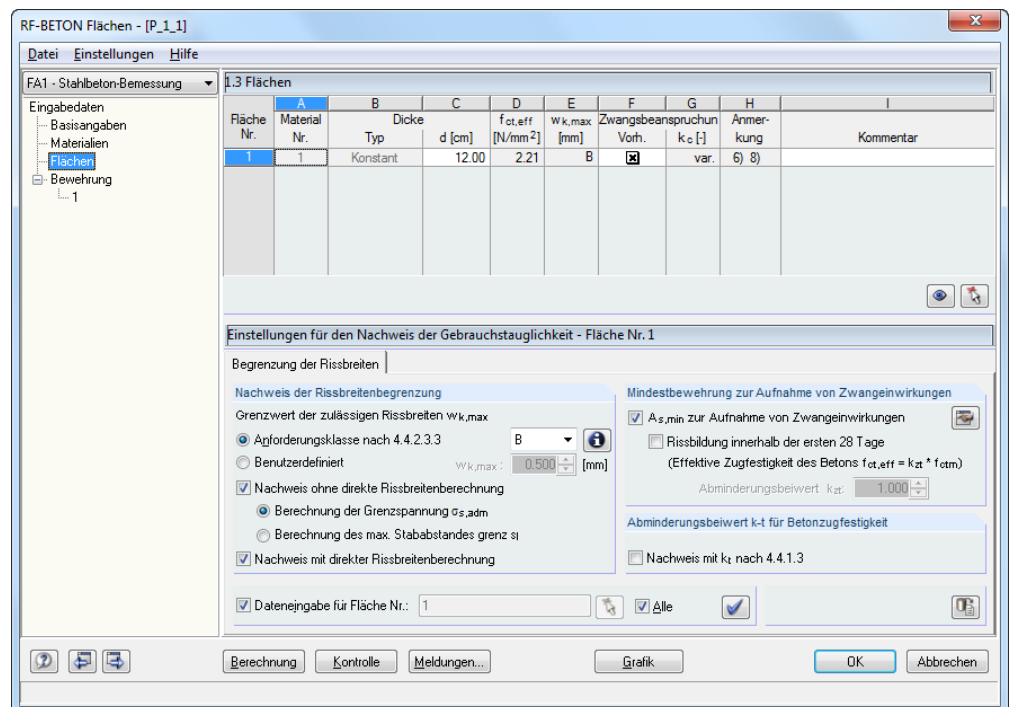 RF-BETON Flächen - [P_1_1]
Datei Einstellungen Hilfe
FA1 - Stahlbeton-Bemessung
Eingabedaten
Basisangaben
Materialien
Flächen
Bewehrung
1
1.3 Flächen
A B C D E F G H I
Fläche Material Dicke fct,eff wk,max Zwangsbeanspruchun Anmer-
Nr. Nr. Typ d [cm] [N/mm²] [mm] Vorh. kc [-] kung Kommentar
1 1 Konstant 12.00 2.21 B var. 6) 8)
Einstellungen für den Nachweis der Gebrauchstauglichkeit - Fläche Nr. 1
Begrenzung der Rissbreiten
Nachweis der Rissbreitenbegrenzung
Grenzwert der zulässigen Rissbreiten wk,max
Anforderungsklasse nach 4.4.2.3.3 B
Benutzerdefiniert wk,max : 0.500 [mm]
Nachweis ohne direkte Rissbreitenberechnung
Berechnung der Grenzspannung σs,adm
Berechnung des max. Stababstandes grenz sl
Nachweis mit direkter Rissbreitenberechnung
Mindestbewehrung zur Aufnahme von Zwangeinwirkungen
As,min zur Aufnahme von Zwangeinwirkungen
Rissbildung innerhalb der ersten 28 Tage
(Effektive Zugfestigkeit des Betons fct,eff = kzt * fctm)
Abminderungsbeiwert kzt: 1.000
Abminderungsbeiwert k-t für Betonzugfestigkeit
Nachweis mit kt nach 4.4.1.3
Dateneingabe für Fläche Nr.: 1 Alle
Berechnung Kontrolle Meldungen... Grafik OK Abbrechen